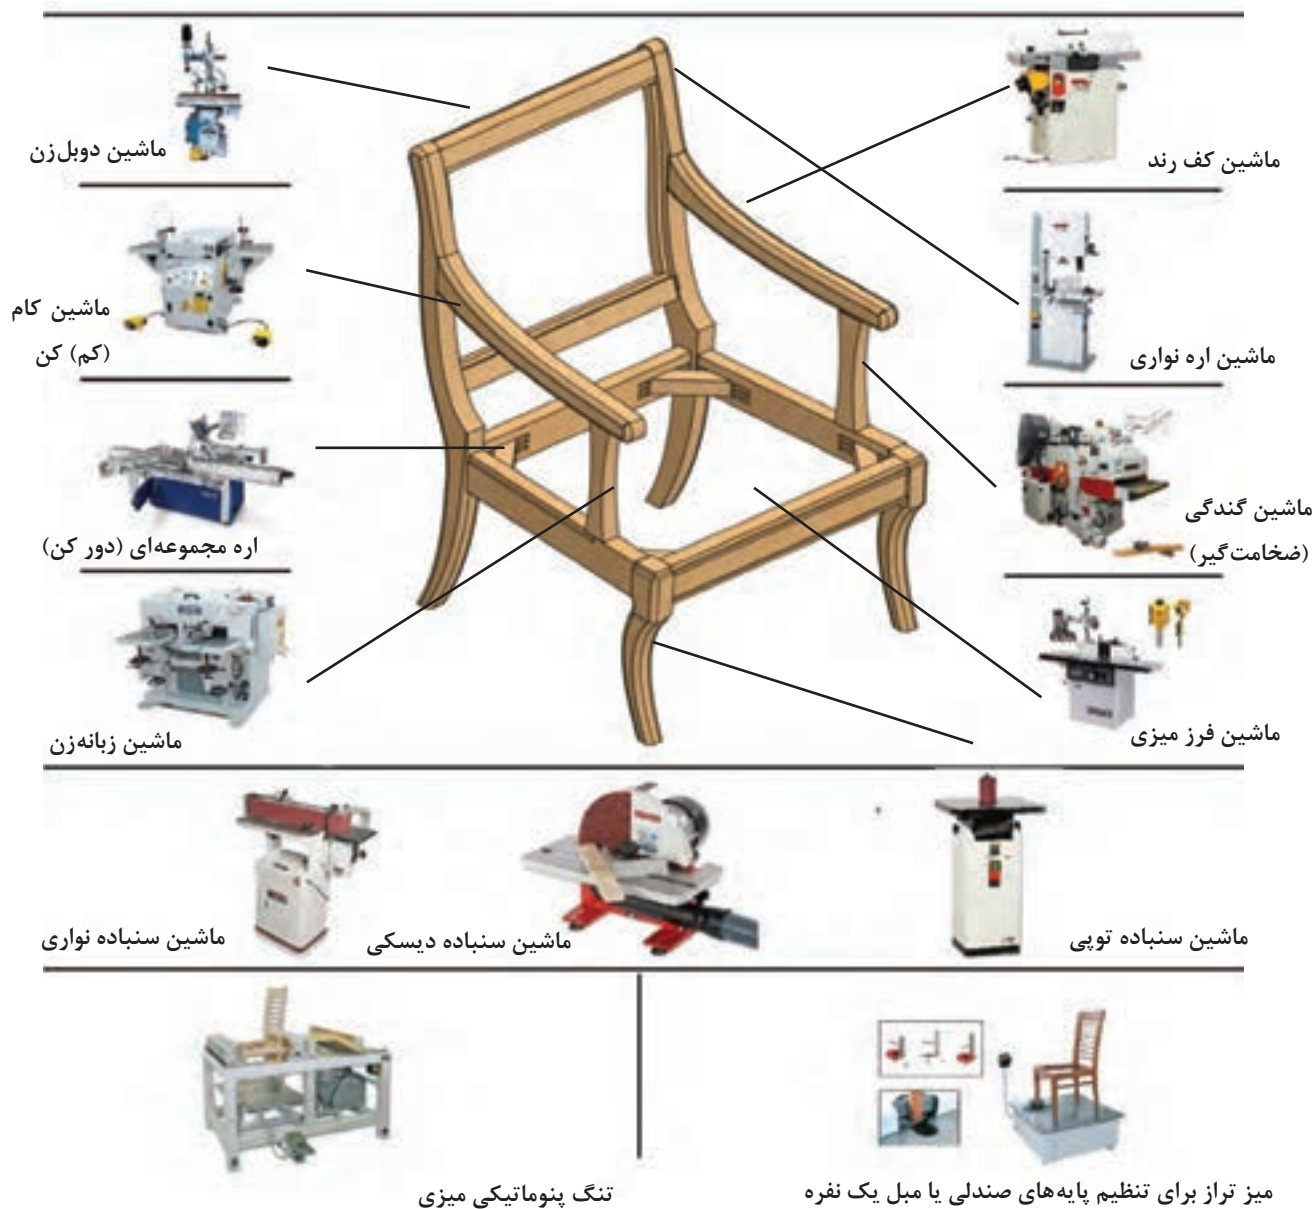 ماشین کف رند
ماشین اره نواری
ماشین گندگی
(ضخامت‌گیر)
ماشین فرز میزی
ماشین دوبل‌زن
ماشین کام
(کم) کن
اره مجموعه‌ای (دور کن)
ماشین زبانه‌زن
ماشین سنباده توپی
ماشین سنباده دیسکی
ماشین سنباده نواری
میز تراز برای تنظیم پایه‌های صندلی یا مبل یک نفره
تنگ پنوماتیکی میزی